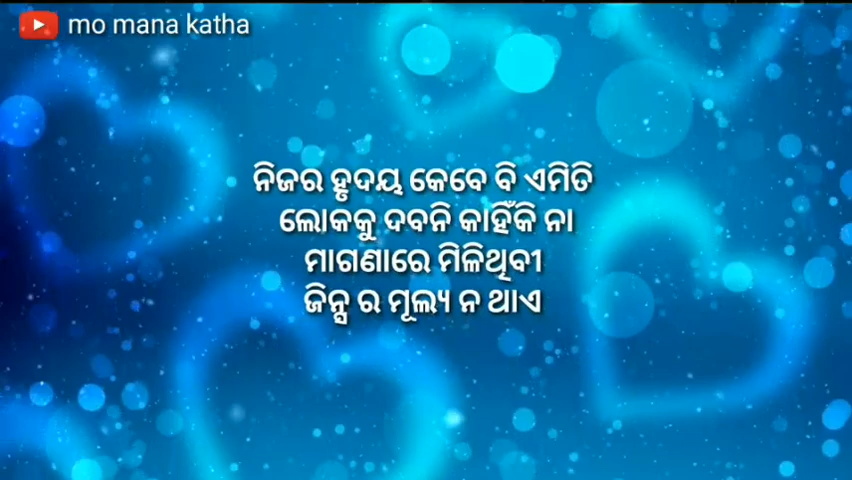 mo mana katha
ନିଜର ହୃଦୟ କେବେ ବି ଏମିତି
ଲୋକକୁ ଦବନି କାହିଁକି ନା
ମାଗଣାରେ ମିଳିଥିବୀ
ଜିନ୍ସ ର ମୂଲ୍ୟ ନ ଥାଏ